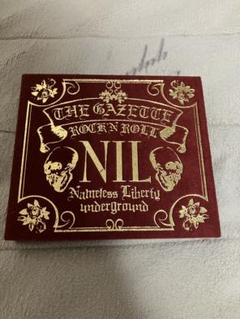 THE GAZETTE
ROCK'N ROLL
NIL
Nameless Liberty
underground